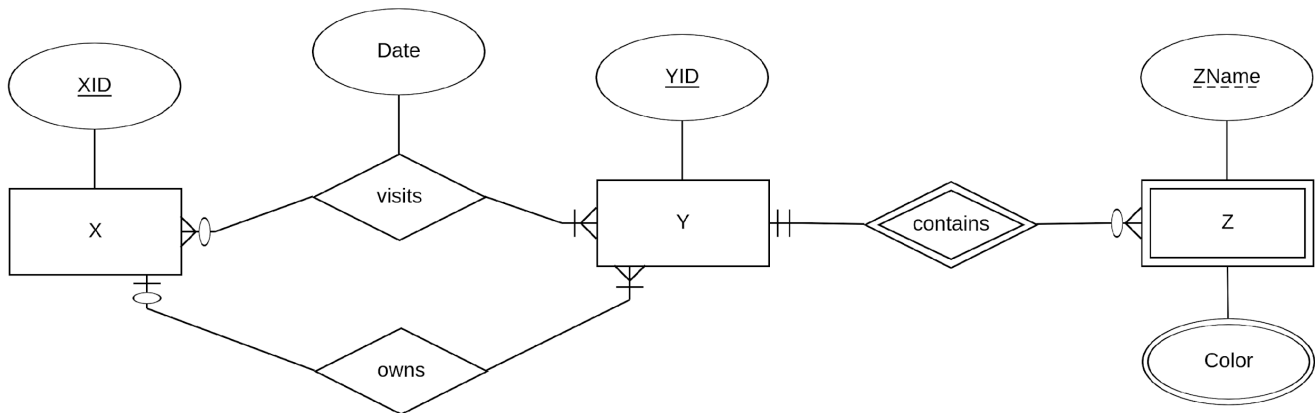 Date
XID
YID
ZName
visits
X
Y
contains
Z
owns
Color